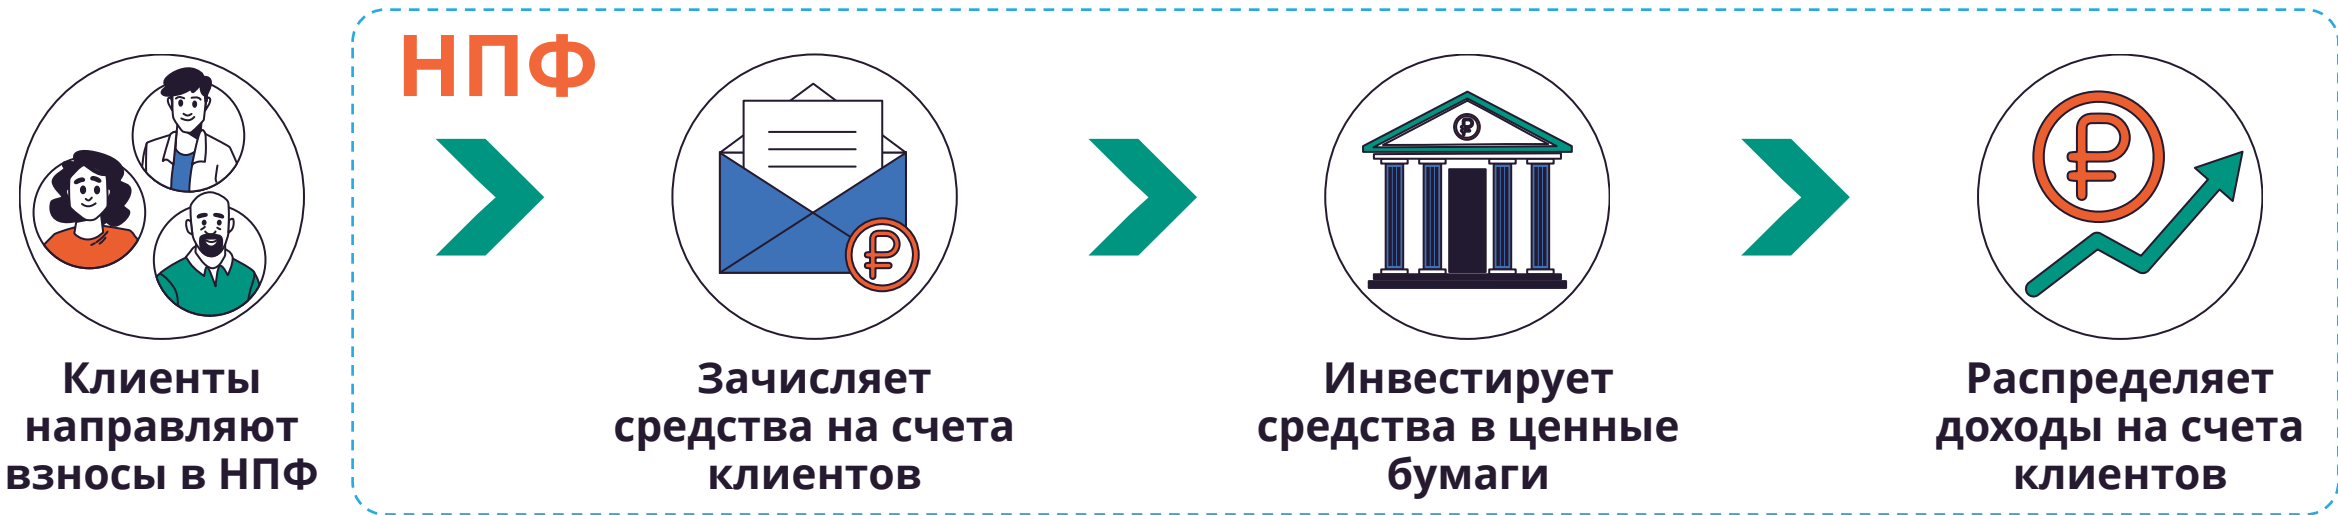 НПФ
Клиенты
направляют
взносы в НПФ
Зачисляет
средства на счета
клиентов
Инвестирует
средства в ценные
бумаги
Распределяет
доходы на счета
клиентов